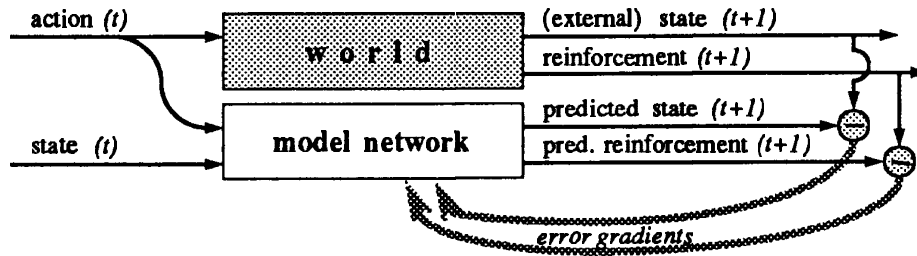 action (t)
world
(external) state (t+1)
reinforcement (t+1)
predicted state (t+1)
state (t)
model network
pred. reinforcement (t+1)
error gradients